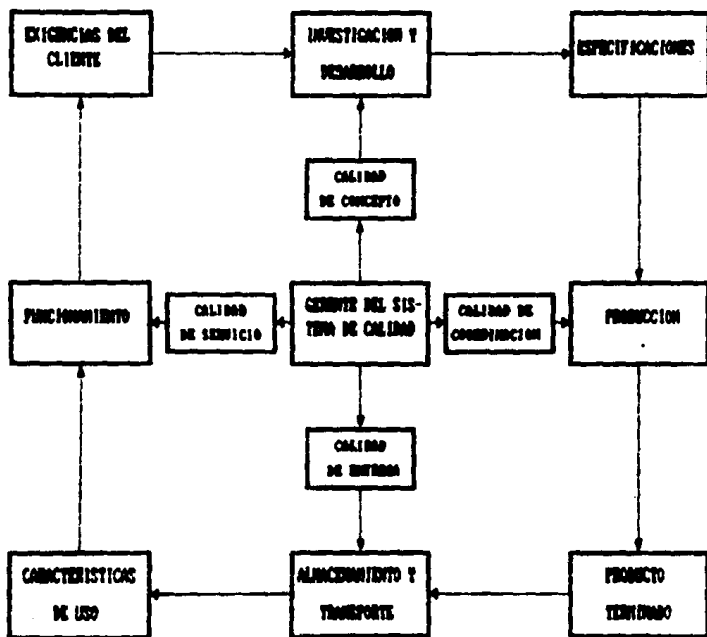 EXIGENCIAS DEL
CLIENTE
INVESTIGACION Y
DESARROLLO
ESPECIFICACIONES
CALIDAD
DE CONCEPTO
FUNCIONAMIENTO
CALIDAD
DE SERVICIO
GERENTE DEL SIS-
TEMA DE CALIDAD
CALIDAD DE
COORDINACION
PRODUCCION
CALIDAD
DE ENTREGA
CARACTERISTICAS
DE USO
ALMACENAMIENTO Y
TRANSPORTE
PRODUCTO
TERMINADO